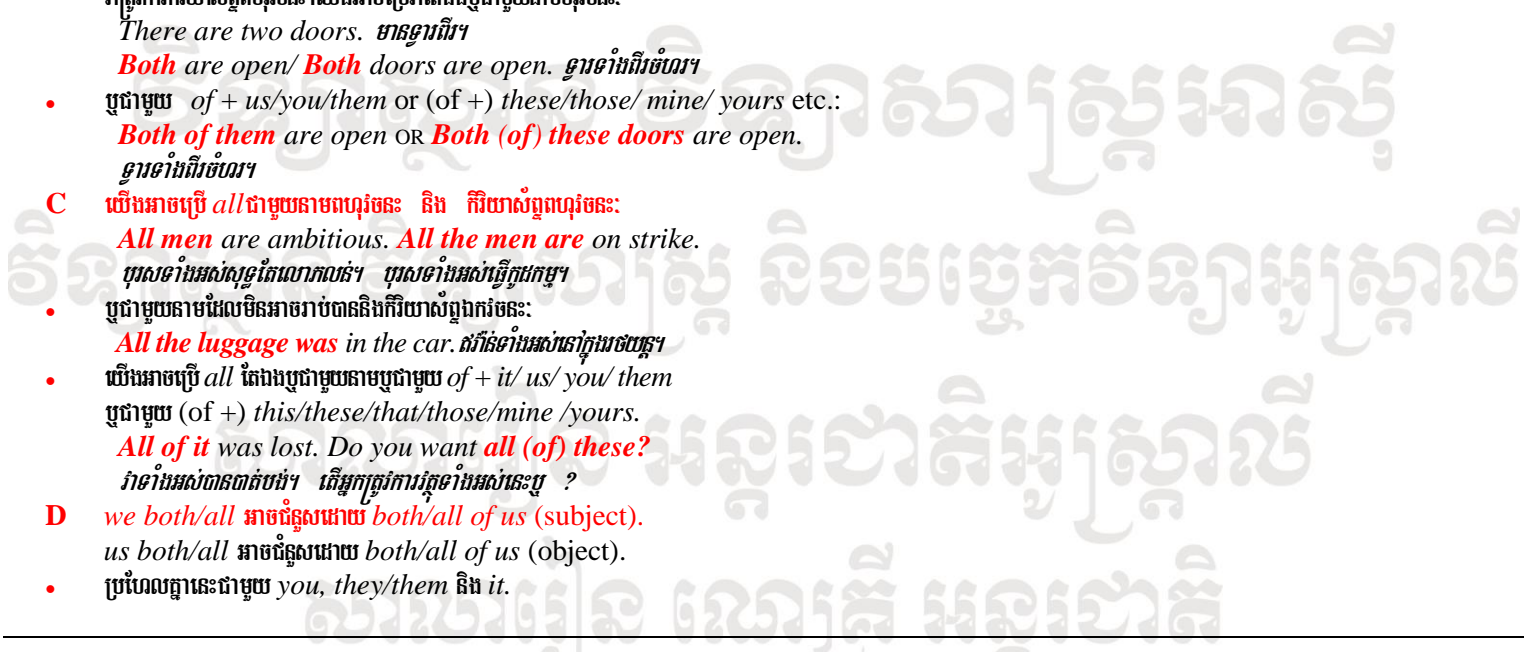 There are two doors. មានទ្វារពីរ។
Both are open/ Both doors are open. ទ្វារទាំងពីរចំហរ។
• ឬជាមួយ of + us/you/them or (of +) these/those/ mine/ yours etc.:
Both of them are open OR Both (of) these doors are open.
ទ្វារទាំងពីរចំហរ។
C យើងអាចប្រើ all ជាមួយនាមពហុវចនះ និង កិរិយាស័ព្ទពហុវចនះ:
All men are ambitious. All the men are on strike.
បុរសទាំងអស់សុទ្ធតែលោភលន់។ បុរសទាំងអស់ធ្វើកូដកម្ម។
• ឬជាមួយនាមដែលមិនអាចរាប់បាននិងកិរិយាស័ព្ទឯកវចនះ:
All the luggage was in the car. ឥវ៉ាន់ទាំងអស់នៅក្នុងរថយន្ត។
• យើងអាចប្រើ all តែឯងឬជាមួយនាមឬជាមួយ of + it/ us/ you/ them
ឬជាមួយ (of +) this/these/that/those/mine /yours.
All of it was lost. Do you want all (of) these?
វាទាំងអស់បានបាត់បង់។ តើអ្នកត្រូវការវត្ថុទាំងអស់នេះឬ ?
D we both/all អាចជំនួសដោយ both/all of us (subject).
us both/all អាចជំនួសដោយ both/all of us (object).
• ប្រហែលគ្នានេះជាមួយ you, they/them និង it.